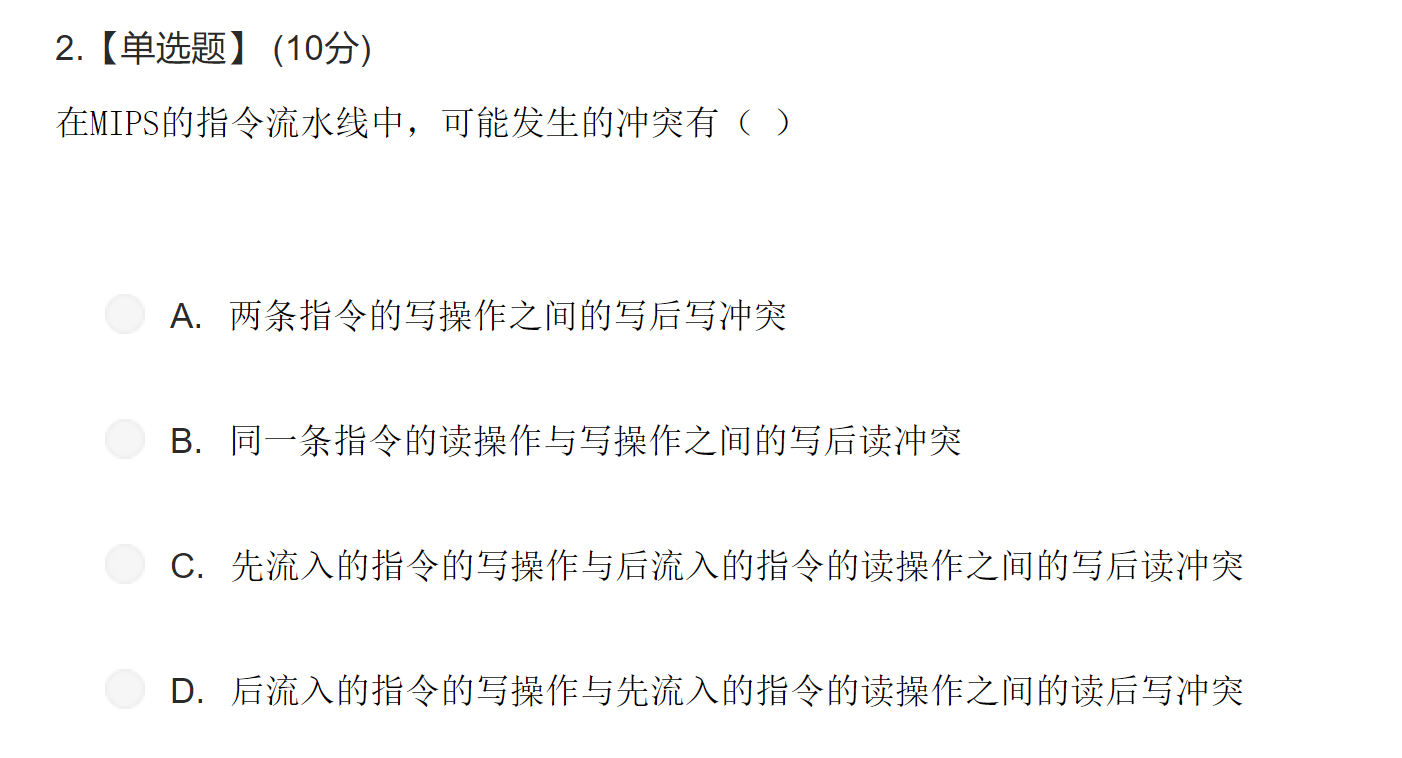 2.【单选题】 (10分)
在MIPS的指令流水线中，可能发生的冲突有（ ）
A. 两条指令的写操作之间的写后写冲突
B. 同一条指令的读操作与写操作之间的写后读冲突
C. 先流入的指令的写操作与后流入的指令的读操作之间的写后读冲突
D. 后流入的指令的写操作与先流入的指令的读操作之间的读后写冲突